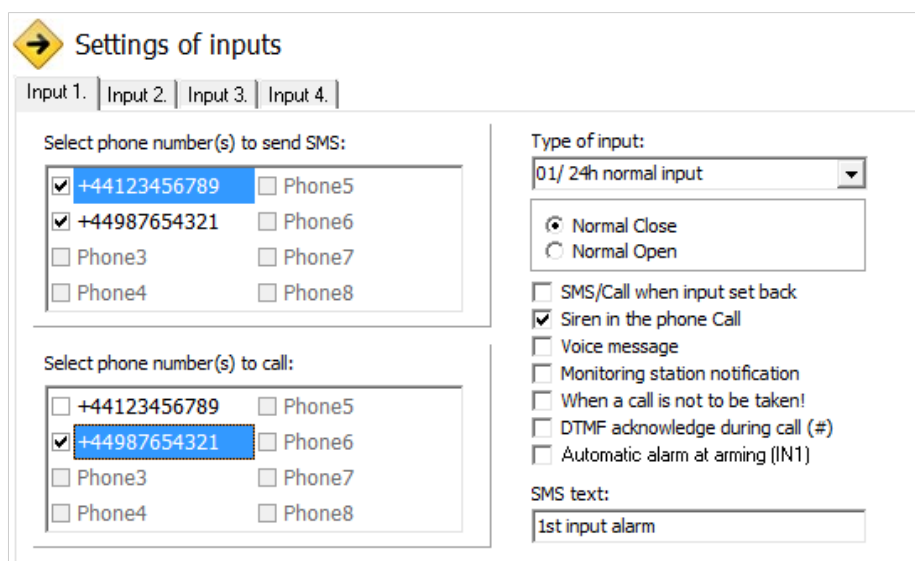 Settings of inputs
Input 1. Input 2. Input 3. Input 4.
Select phone number(s) to send SMS:
+44123456789 Phone5
+44987654321 Phone6
Phone3 Phone7
Phone4 Phone8
Select phone number(s) to call:
+44123456789 Phone5
+44987654321 Phone6
Phone3 Phone7
Phone4 Phone8
Type of input:
01/ 24h normal input
Normal Close
Normal Open
SMS/Call when input set back
Siren in the phone Call
Voice message
Monitoring station notification
When a call is not to be taken!
DTMF acknowledge during call (#)
Automatic alarm at arming (IN1)
SMS text:
1st input alarm